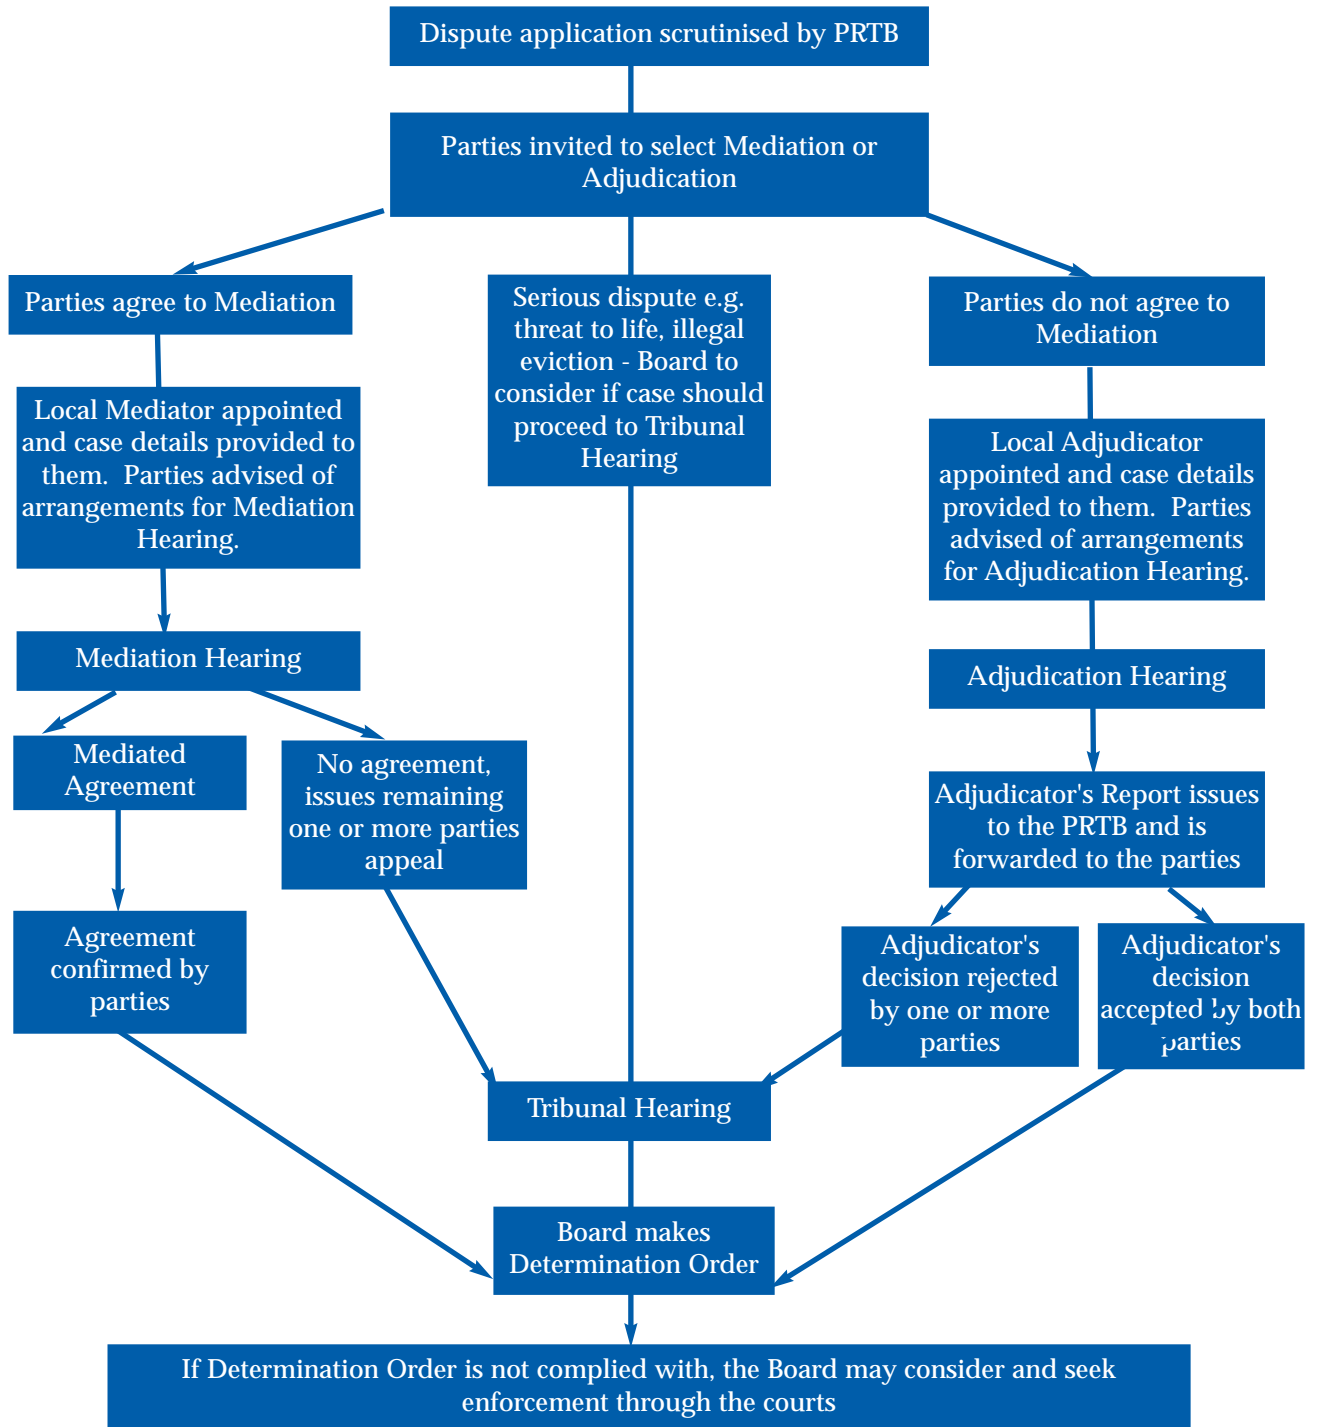 Dispute application scrutinised by PRTB
Parties invited to select Mediation or
Adjudication
Parties agree to Mediation
Serious dispute e.g.
threat to life, illegal
eviction - Board to
consider if case should
proceed to Tribunal
Hearing
Parties do not agree to
Mediation
Local Mediator appointed
and case details provided to
them.  Parties advised of
arrangements for Mediation
Hearing.
Local Adjudicator
appointed and case details
provided to them.  Parties
advised of arrangements
for Adjudication Hearing.
Mediation Hearing
Adjudication Hearing
Mediated
Agreement
No agreement,
issues remaining
one or more parties
appeal
Adjudicator's Report issues
to the PRTB and is
forwarded to the parties
Agreement
confirmed by
parties
Adjudicator's
decision rejected
by one or more
parties
Adjudicator's
decision
accepted by both
parties
Tribunal Hearing
Board makes
Determination Order
If Determination Order is not complied with, the Board may consider and seek
enforcement through the courts